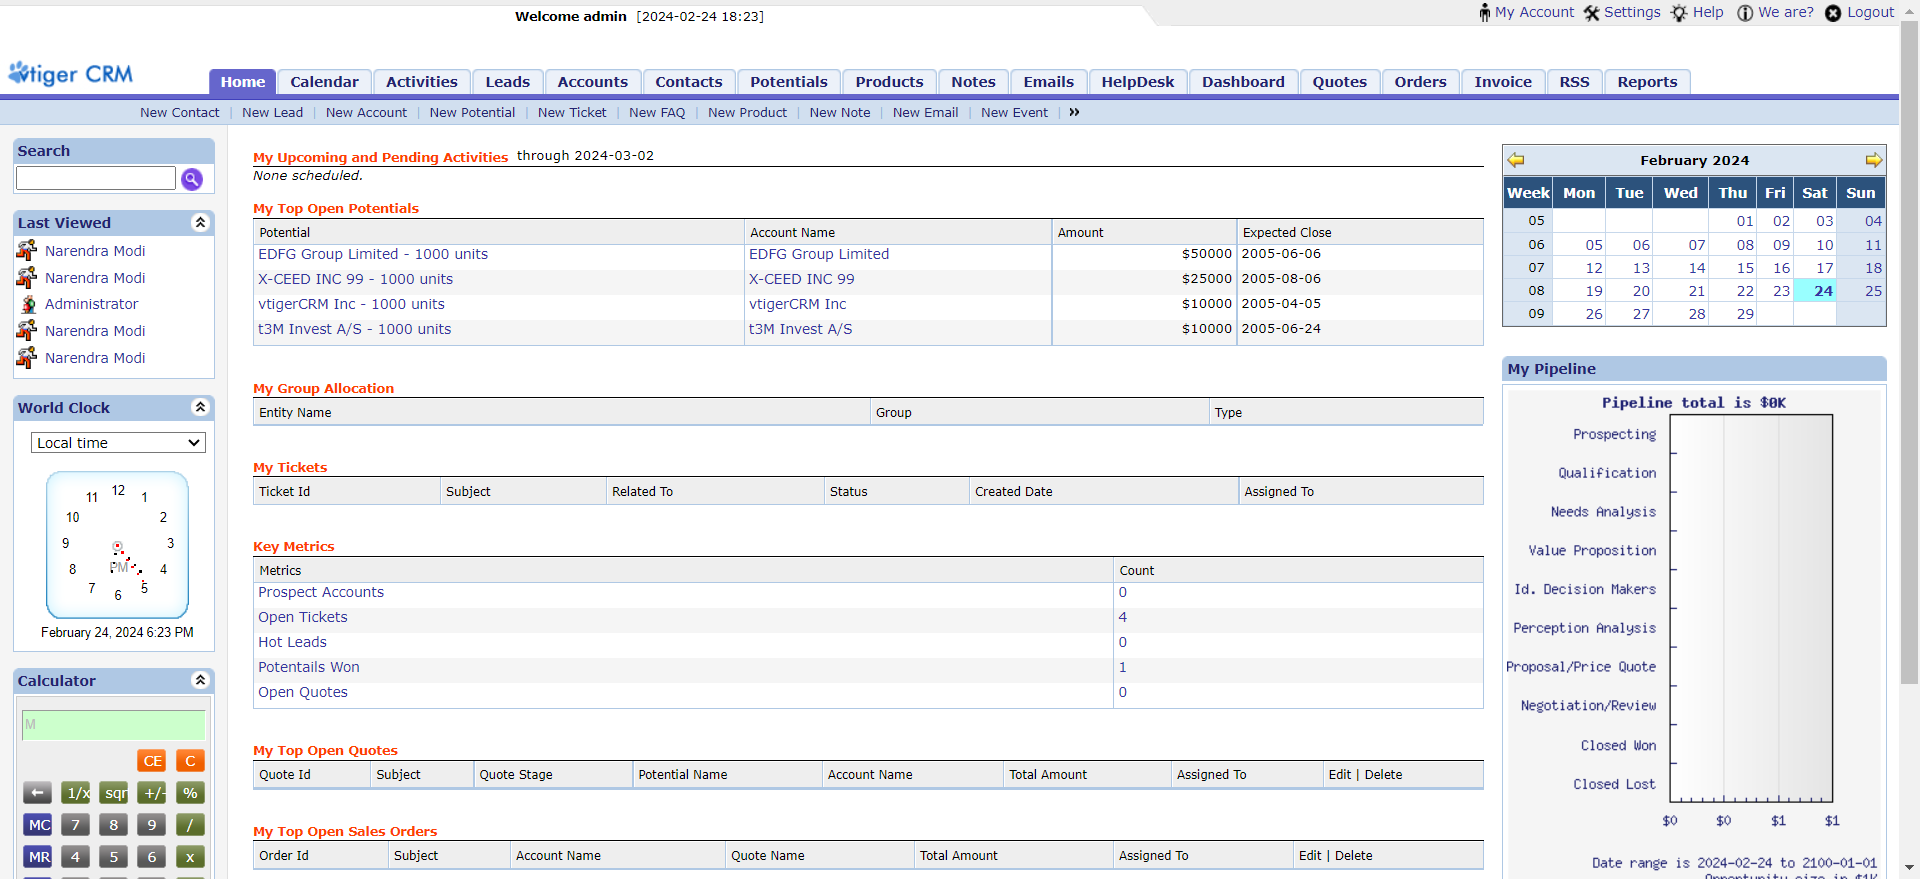 Welcome admin [2024-02-24 18:23]
My Account Settings Help We are? Logout
vtiger CRM
Home Calendar Activities Leads Accounts Contacts Potentials Products Notes Emails HelpDesk Dashboard Quotes Orders Invoice RSS Reports
New Contact | New Lead | New Account | New Potential | New Ticket | New FAQ | New Product | New Note | New Email | New Event | »
Search
Last Viewed
Narendra Modi
Narendra Modi
Administrator
Narendra Modi
Narendra Modi
World Clock
Local time
12
11 1
10 2
9 3
PM
8 4
7 5
6
February 24, 2024 6:23 PM
Calculator
M
CE C
← 1/x sqr +/- %
MC 7 8 9 /
MR 4 5 6 x
My Upcoming and Pending Activities through 2024-03-02
None scheduled.
My Top Open Potentials
Potential Account Name Amount Expected Close
EDFG Group Limited - 1000 units EDFG Group Limited $50000 2005-06-06
X-CEED INC 99 - 1000 units X-CEED INC 99 $25000 2005-08-06
vtigerCRM Inc - 1000 units vtigerCRM Inc $10000 2005-04-05
t3M Invest A/S - 1000 units t3M Invest A/S $10000 2005-06-24
My Group Allocation
Entity Name Group Type
My Tickets
Ticket Id Subject Related To Status Created Date Assigned To
Key Metrics
Metrics Count
Prospect Accounts 0
Open Tickets 4
Hot Leads 0
Potentails Won 1
Open Quotes 0
My Top Open Quotes
Quote Id Subject Quote Stage Potential Name Account Name Total Amount Assigned To Edit | Delete
My Top Open Sales Orders
Order Id Subject Account Name Quote Name Total Amount Assigned To Edit | Delete
February 2024
Week Mon Tue Wed Thu Fri Sat Sun
05 01 02 03 04
06 05 06 07 08 09 10 11
07 12 13 14 15 16 17 18
08 19 20 21 22 23 24 25
09 26 27 28 29
My Pipeline
Pipeline total is $0K
Prospecting
Qualification
Needs Analysis
Value Proposition
Id. Decision Makers
Perception Analysis
Proposal/Price Quote
Negotiation/Review
Closed Won
Closed Lost
$0 $0 $1 $1
Date range is 2024-02-24 to 2100-01-01
Opportunity size in $1K